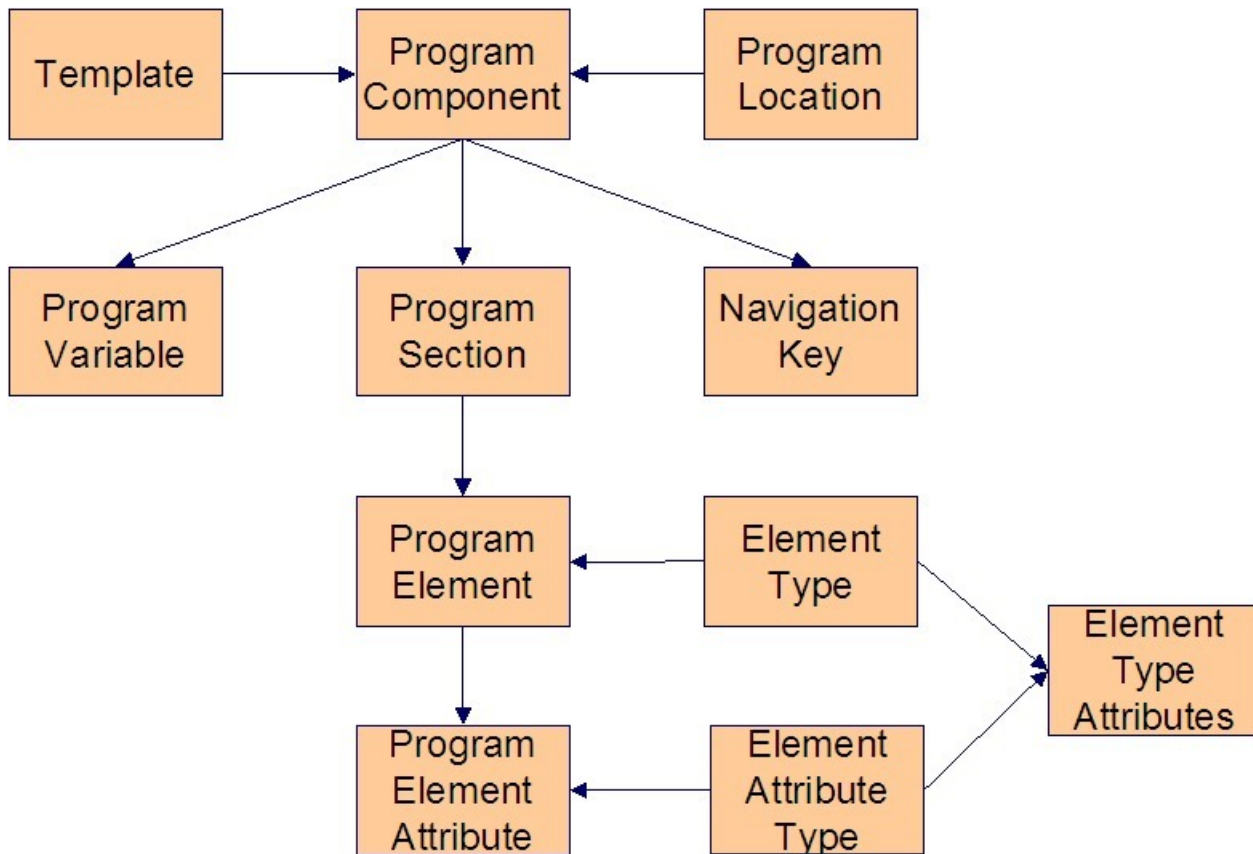 Template
Program
Component
Program
Location
Program
Variable
Program
Section
Navigation
Key
Program
Element
Element
Type
Element
Type
Attributes
Program
Element
Attribute
Element
Attribute
Type